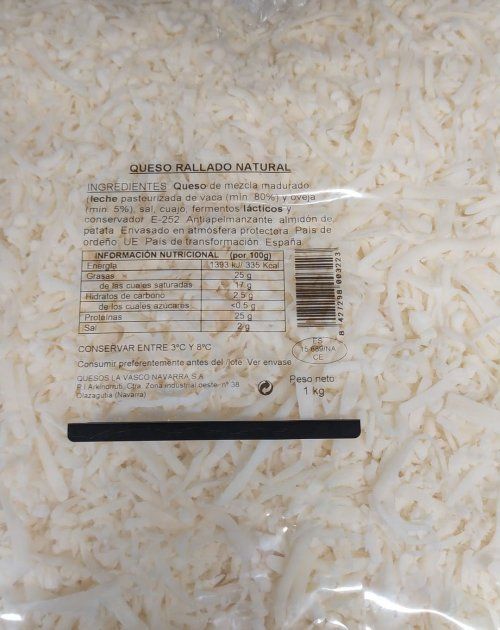 QUESO RALLADO NATURAL
INGREDIENTES Queso de mezcla madurado
(leche pasteurizada de vaca (mín. 80%) y oveja
(mín. 5%), sal, cuajo, fermentos lácticos y
conservador E-252 Antiapelmanzante almidón de
patata Envasado en atmósfera protectora. País de
ordeño UE País de transformación España
INFORMACIÓN NUTRICIONAL (por 100g)
Energía 1393 kJ/ 335 Kcal
Grasas 25 g
de las cuales saturadas 17 g
Hidratos de carbono 2.5 g
de los cuales azúcares <0.5 g
Proteínas 25 g
Sal 2 g
8 427298 003223
CONSERVAR ENTRE 3ºC Y 8ºC
ES
CE
Consumir preferentemente antes del /lote: Ver envase
QUESOS LA VASCO NAVARRA S.A.
Zona industrial oeste nº 38
Olazagutia (Navarra)
Peso neto
1 kg